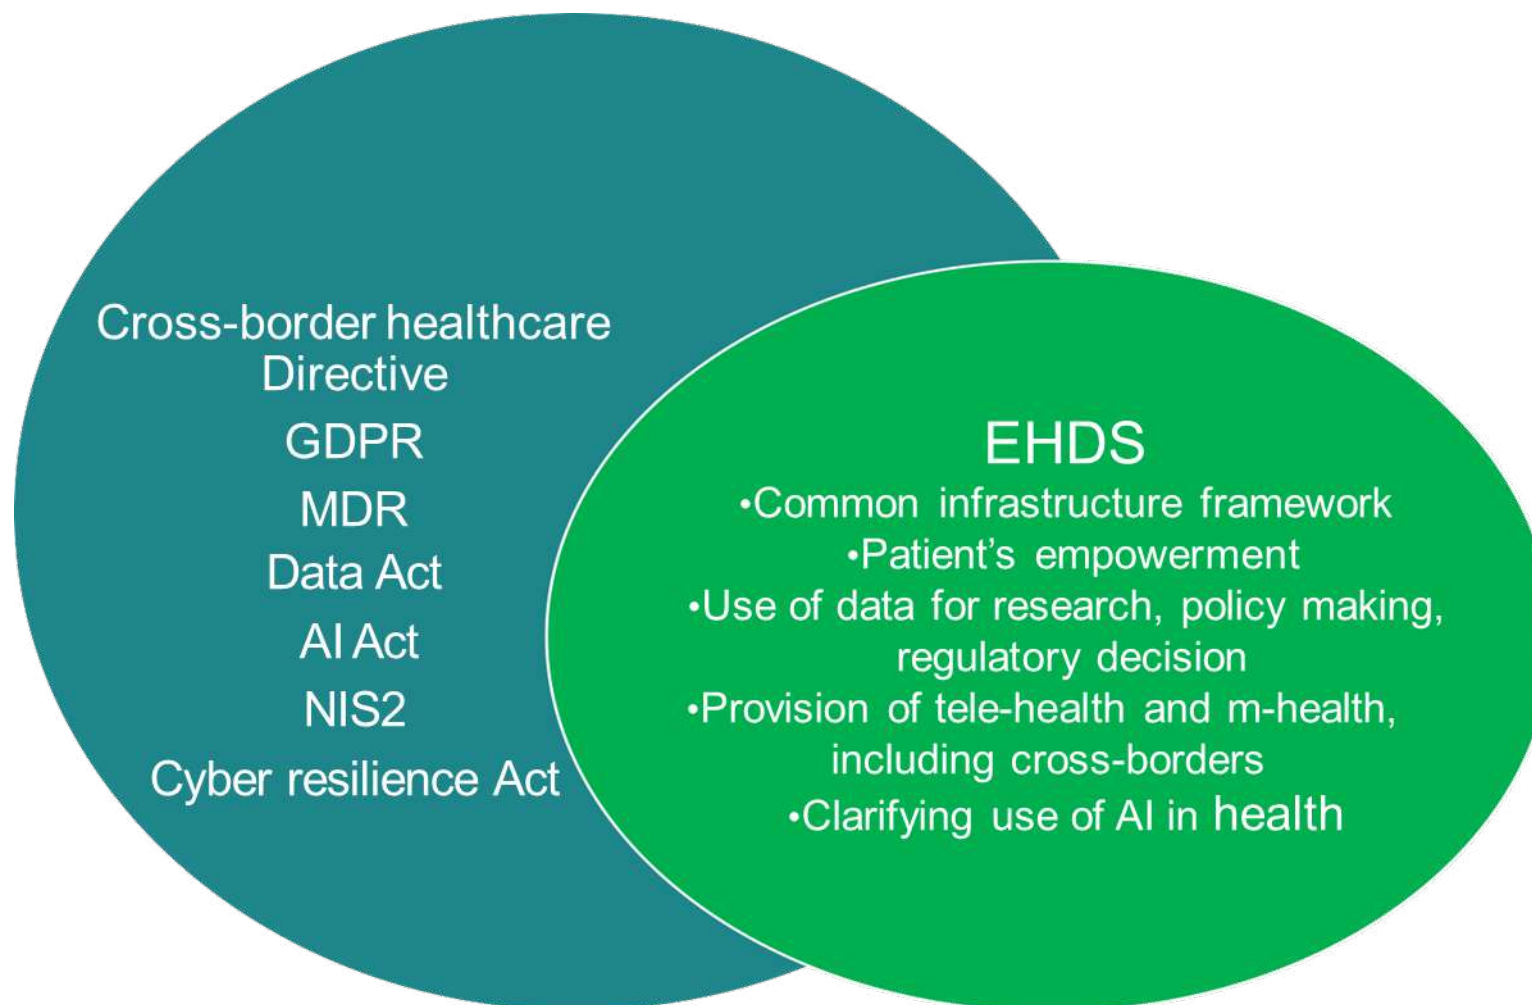 Cross-border healthcare
Directive
GDPR
MDR
Data Act
AI Act
NIS2
Cyber resilience Act
EHDS
•Common infrastructure framework
•Patient’s empowerment
•Use of data for research, policy making,
regulatory decision
•Provision of tele-health and m-health,
including cross-borders
•Clarifying use of AI in health